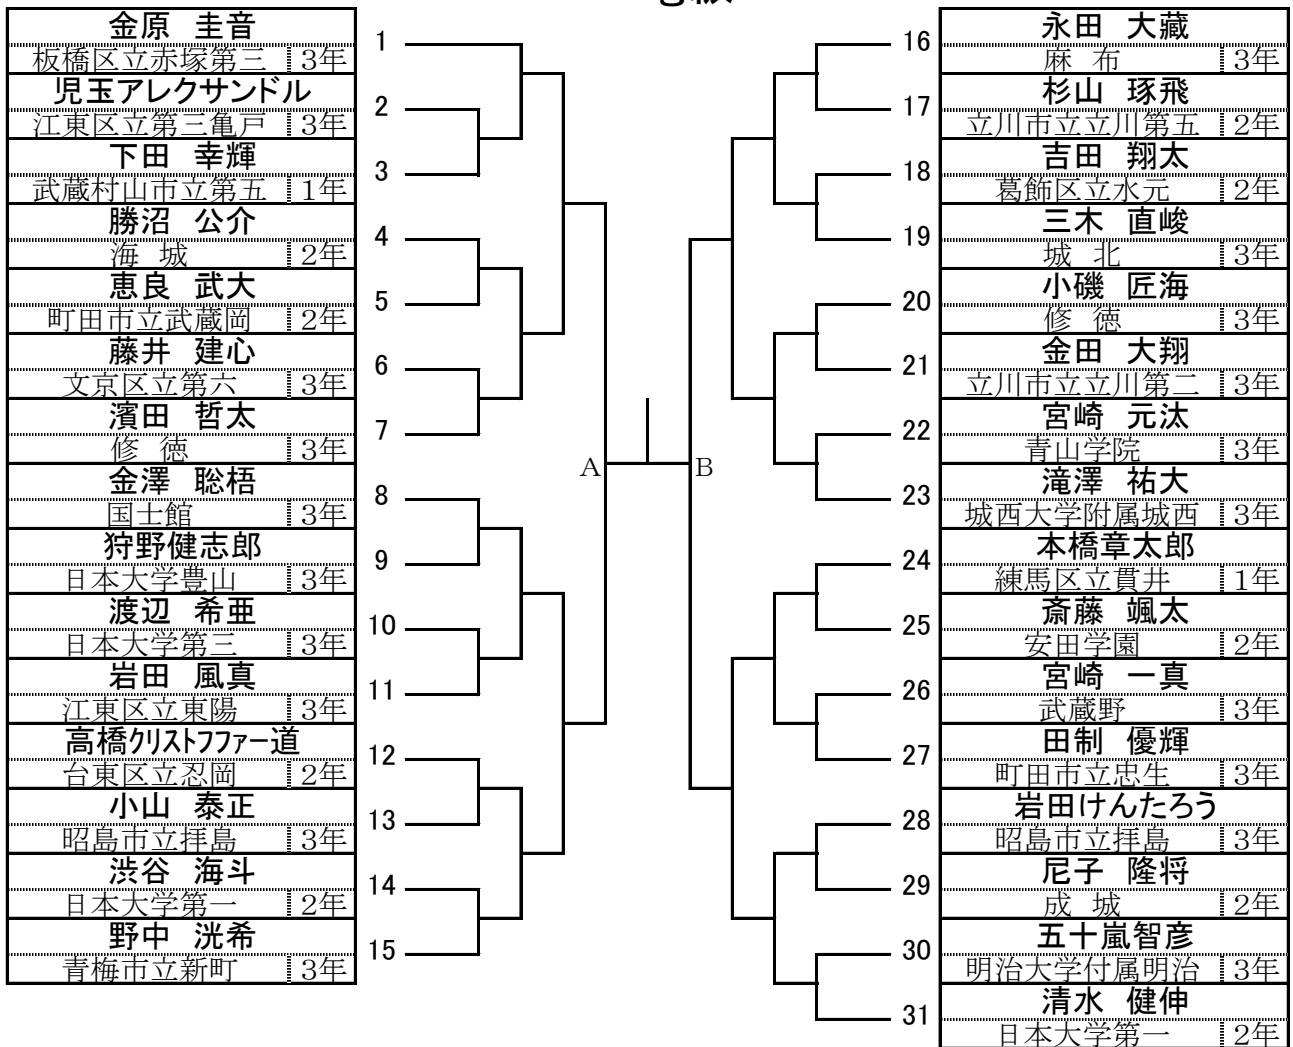 金原 圭音 1
板橋区立赤塚第三 3年
児玉アレクサンドル 2
江東区立第三亀戸 3年
下田 幸輝 3
武蔵村山市立第五 1年
勝沼 公介 4
海 城 2年
恵良 武大 5
町田市立武蔵岡 2年
藤井 建心 6
文京区立第六 3年
濱田 哲太 7
修 徳 3年
金澤 聡梧 8
国士館 3年
狩野健志郎 9
日本大学豊山 3年
渡辺 希亜 10
日本大学第三 3年
岩田 風真 11
江東区立東陽 3年
高橋クリストフファー道 12
台東区立忍岡 2年
小山 泰正 13
昭島市立拝島 3年
渋谷 海斗 14
日本大学第一 2年
野中 洸希 15
青梅市立新町 3年
A B
16 永田 大藏
麻 布 3年
17 杉山 琢飛
立川市立立川第五 2年
18 吉田 翔太
葛飾区立水元 2年
19 三木 直峻
城 北 3年
20 小磯 匠海
修 徳 3年
21 金田 大翔
立川市立立川第二 3年
22 宮崎 元汰
青山学院 3年
23 滝澤 祐大
城西大学附属城西 3年
24 本橋章太郎
練馬区立貫井 1年
25 斎藤 颯太
安田学園 2年
26 宮崎 一真
武蔵野 3年
27 田制 優輝
町田市立忠生 3年
28 岩田けんたろう
昭島市立拝島 3年
29 尼子 隆将
成 城 2年
30 五十嵐智彦
明治大学付属明治 3年
31 清水 健伸
日本大学第一 2年